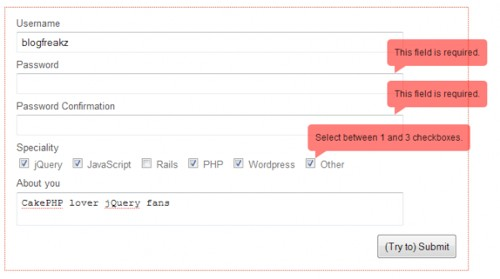 Username
blogfreakz
This field is required.
Password
This field is required.
Password Confirmation
Select between 1 and 3 checkboxes.
Speciality
jQuery JavaScript Rails PHP Wordpress Other
About you
CakePHP lover jQuery fans
(Try to) Submit